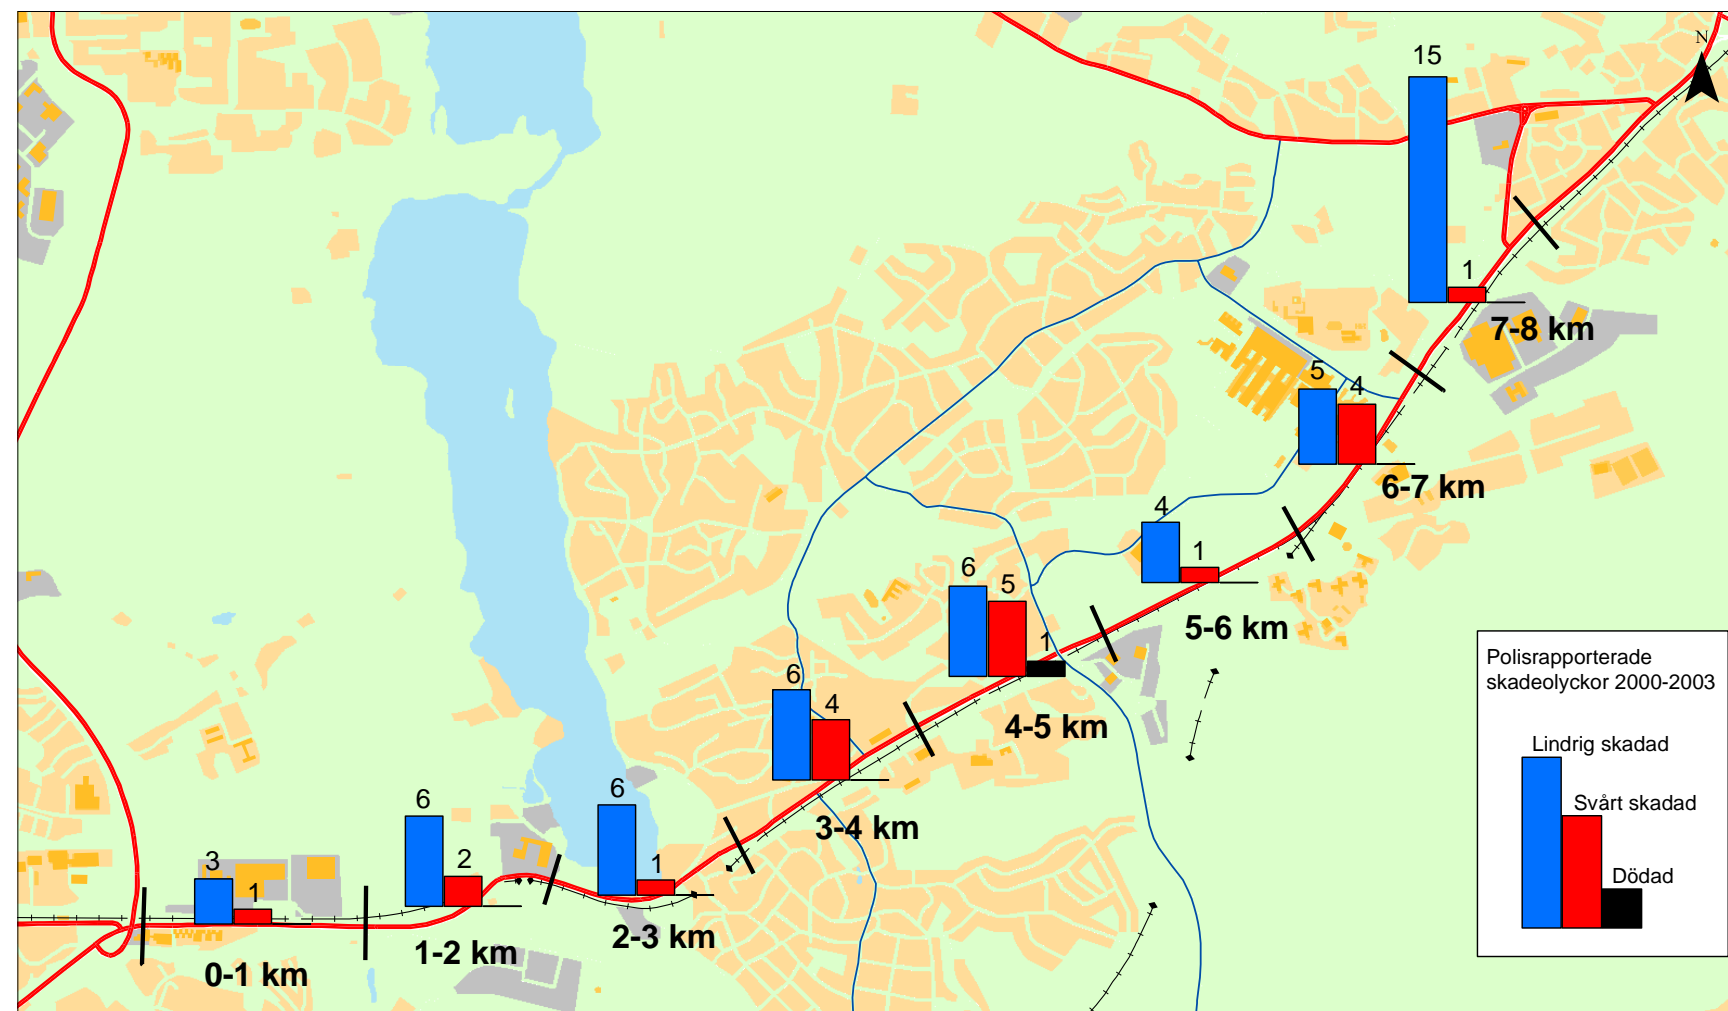 N
15
1
7-8 km
5
4
6-7 km
4
1
5-6 km
6
5
1
4-5 km
6
4
3-4 km
6
1
2-3 km
6
2
1-2 km
3
1
0-1 km
Polisrapporterade
skadeolyckor 2000-2003
Lindrig skadad
Svårt skadad
Dödad